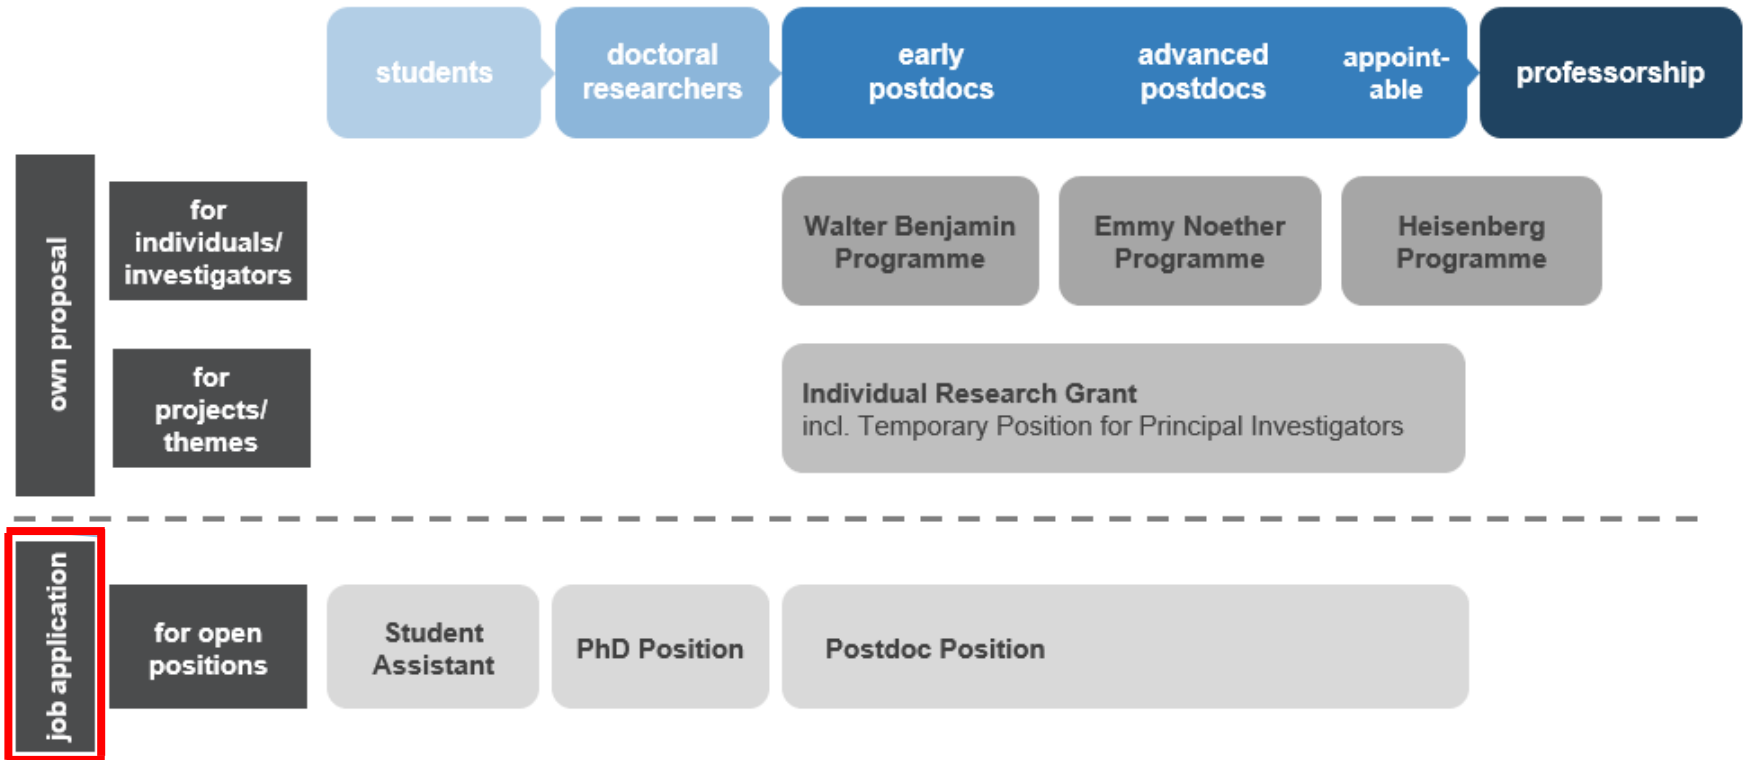 students
doctoral
researchers
early
postdocs
advanced
postdocs
appoint-
able
professorship
own proposal
for
individuals/
investigators
Walter Benjamin
Programme
Emmy Noether
Programme
Heisenberg
Programme
for
projects/
themes
Individual Research Grant
incl. Temporary Position for Principal Investigators
job application
for open
positions
Student
Assistant
PhD Position
Postdoc Position